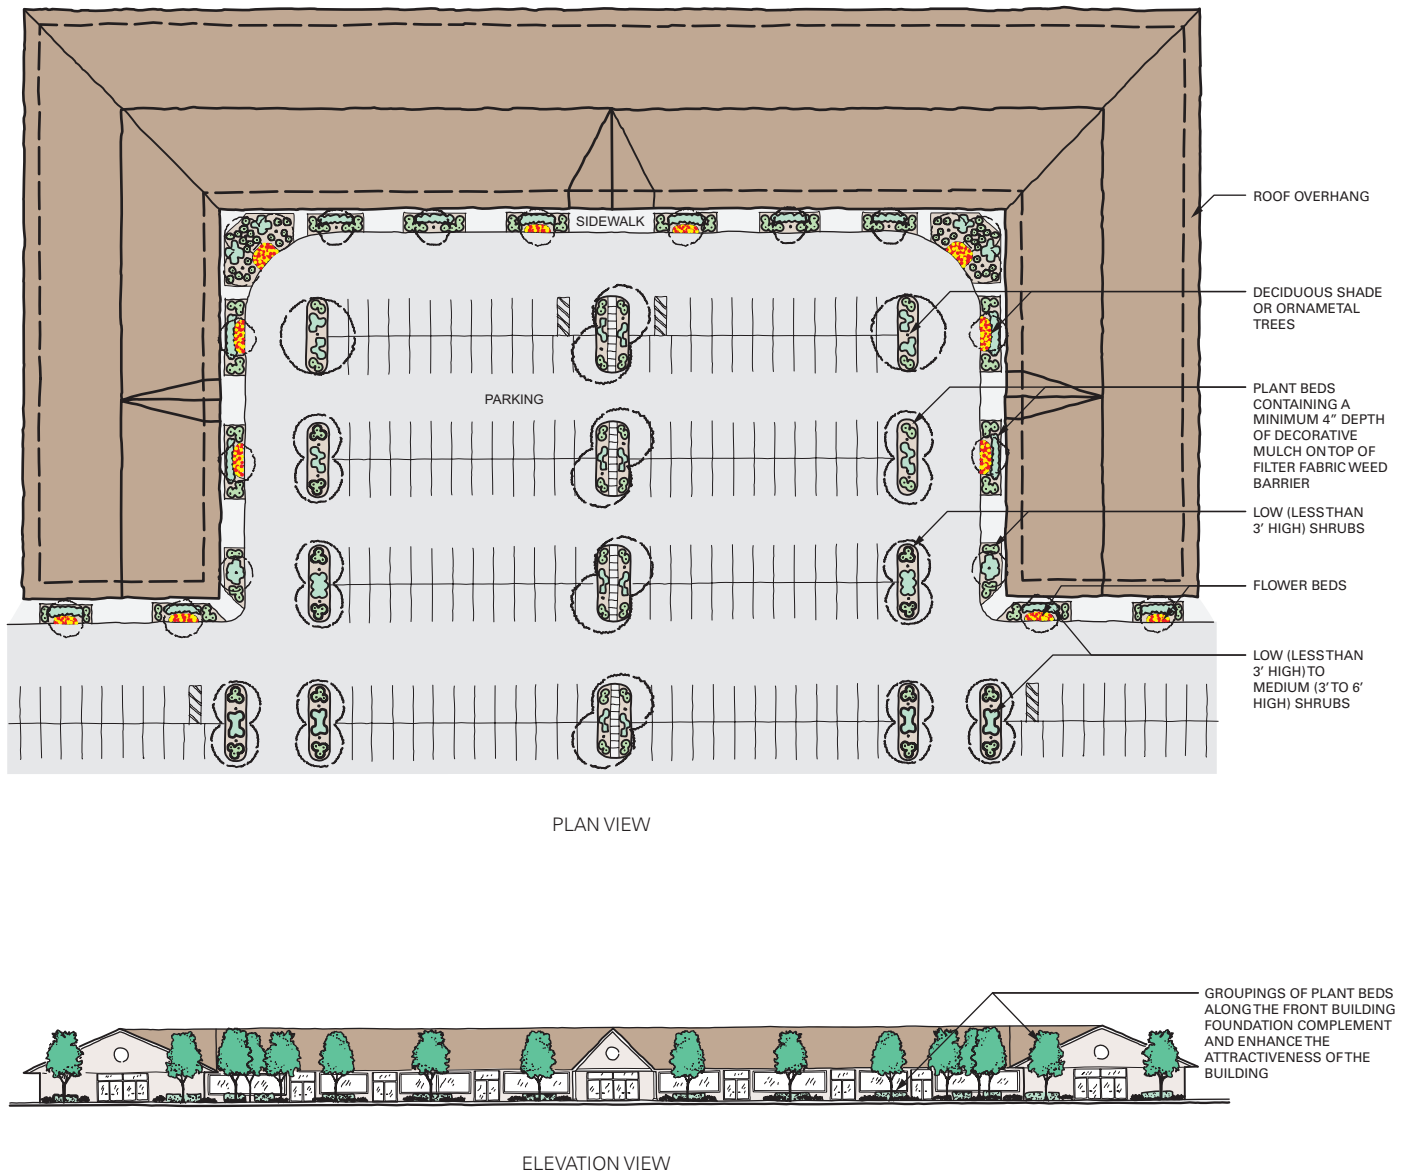 SIDEWALK
ROOF OVERHANG
DECIDUOUS SHADE
OR ORNAMETAL
TREES
PARKING
PLANT BEDS
CONTAINING A
MINIMUM 4" DEPTH
OF DECORATIVE
MULCH ON TOP OF
FILTER FABRIC WEED
BARRIER
LOW (LESS THAN
3' HIGH) SHRUBS
FLOWER BEDS
LOW (LESS THAN
3' HIGH) TO
MEDIUM (3' TO 6'
HIGH) SHRUBS
PLAN VIEW
GROUPINGS OF PLANT BEDS
ALONG THE FRONT BUILDING
FOUNDATION COMPLEMENT
AND ENHANCE THE
ATTRACTIVENESS OF THE
BUILDING
ELEVATION VIEW